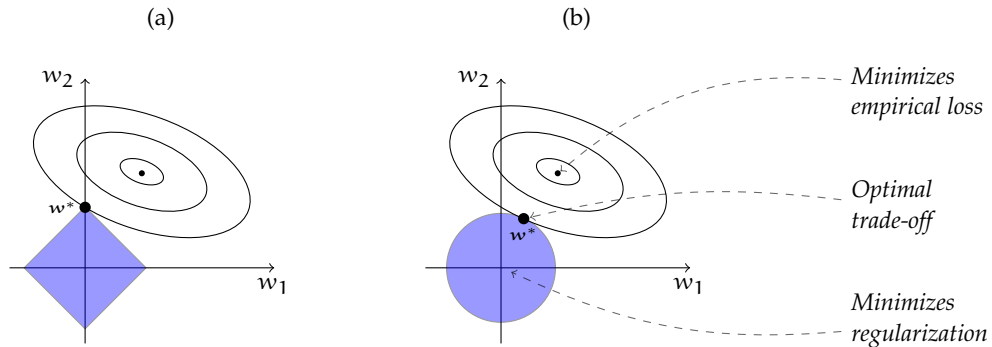 (a)
(b)
w₂
w*
w₁
w₂
w*
w₁
Minimizes
empirical loss
Optimal
trade-off
Minimizes
regularization